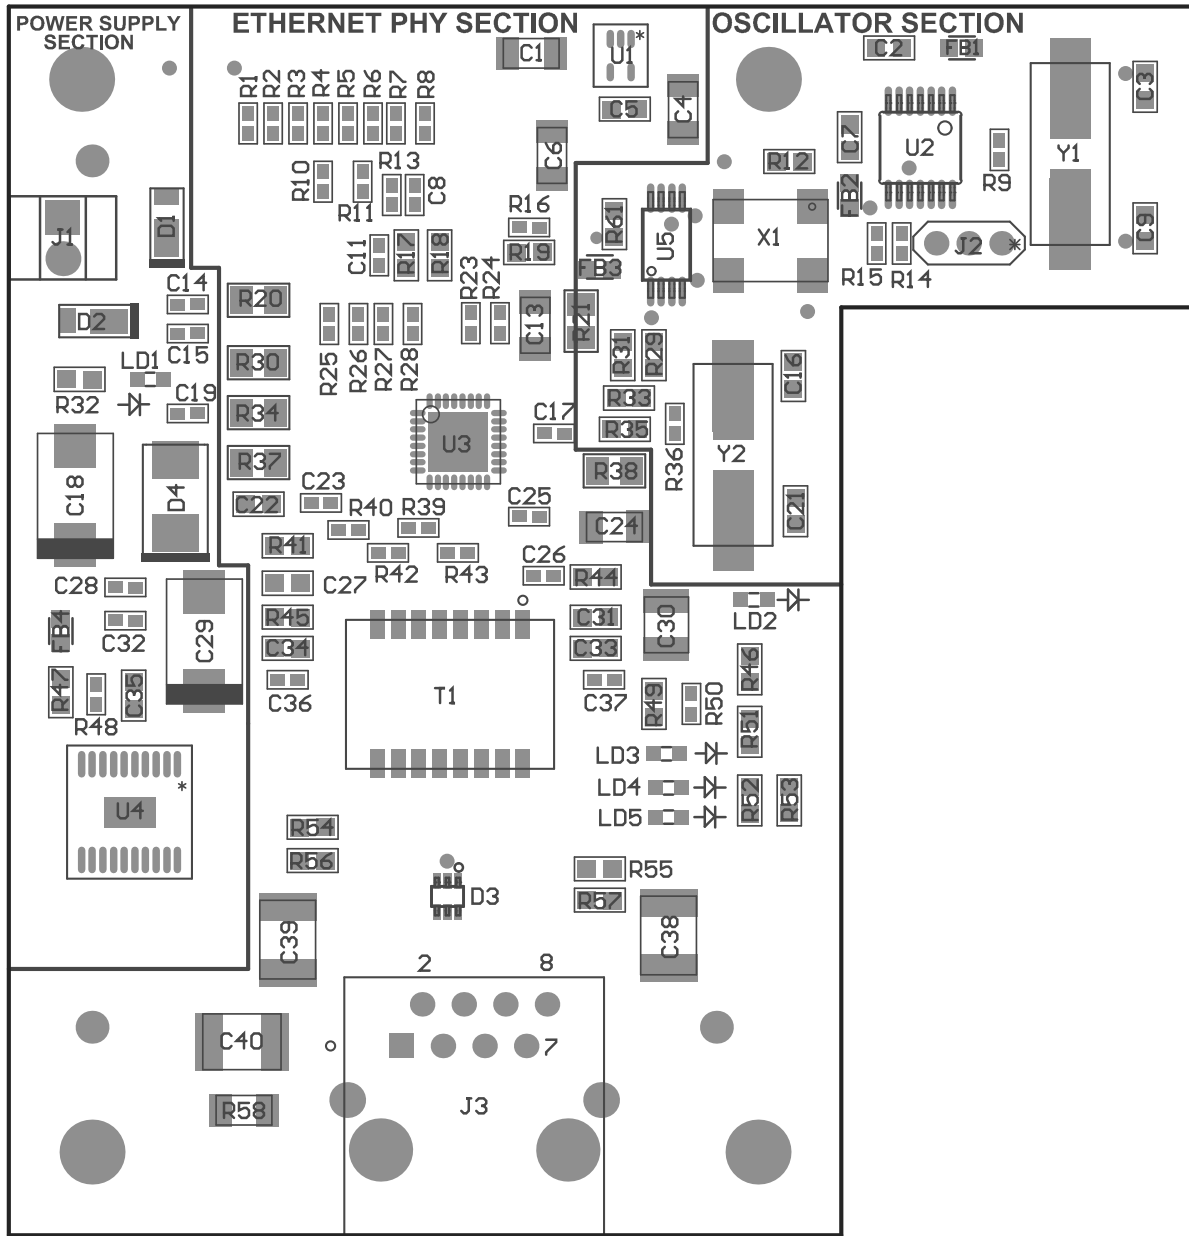 POWER SUPPLY
SECTION
ETHERNET PHY SECTION
OSCILLATOR SECTION
C1
U1
*
C2
FB1
R1
R2
R3
R4
R5
R6
R7
R8
C5
C4
C3
C7
U2
Y1
C6
R12
R9
R10
R11
R13
C8
FB2
J1
D1
R16
R61
U5
X1
C9
C11
R17
R18
R19
FB3
R15
R14
J2
*
C14
R20
R23
R24
C13
R21
D2
C15
R25
R26
R27
R28
R31
R29
LD1
R30
C16
R32
C19
R34
R33
C17
R35
R36
U3
Y2
C18
D4
R37
R38
C22
C23
C25
C21
R40
R39
C24
R41
R42
R43
C26
R44
C28
C27
LD2
FB4
C32
C29
R45
C31
C30
C34
C33
R46
R47
C35
C36
T1
C37
R49
R50
R48
R51
LD3
*
LD4
U4
R52
R53
LD5
R54
R56
R55
D3
R57
C39
C38
2
8
C40
7
R58
J3